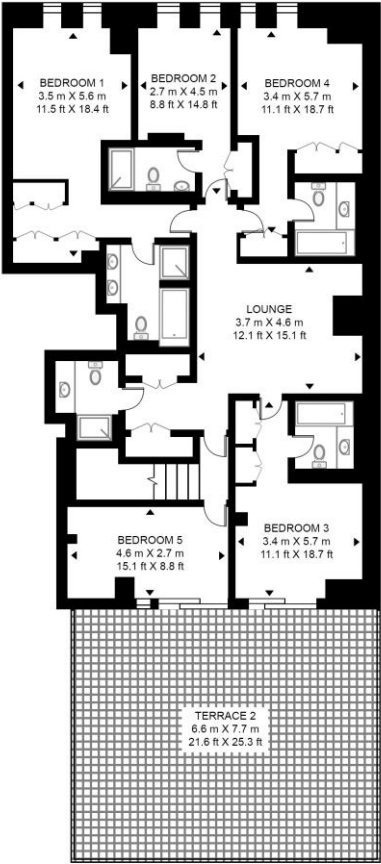 BEDROOM 1
3.5 m X 5.6 m
11.5 ft X 18.4 ft
BEDROOM 2
2.7 m X 4.5 m
8.8 ft X 14.8 ft
BEDROOM 4
3.4 m X 5.7 m
11.1 ft X 18.7 ft
LOUNGE
3.7 m X 4.6 m
12.1 ft X 15.1 ft
BEDROOM 5
4.6 m X 2.7 m
15.1 ft X 8.8 ft
BEDROOM 3
3.4 m X 5.7 m
11.1 ft X 18.7 ft
TERRACE 2
6.6 m X 7.7 m
21.6 ft X 25.3 ft